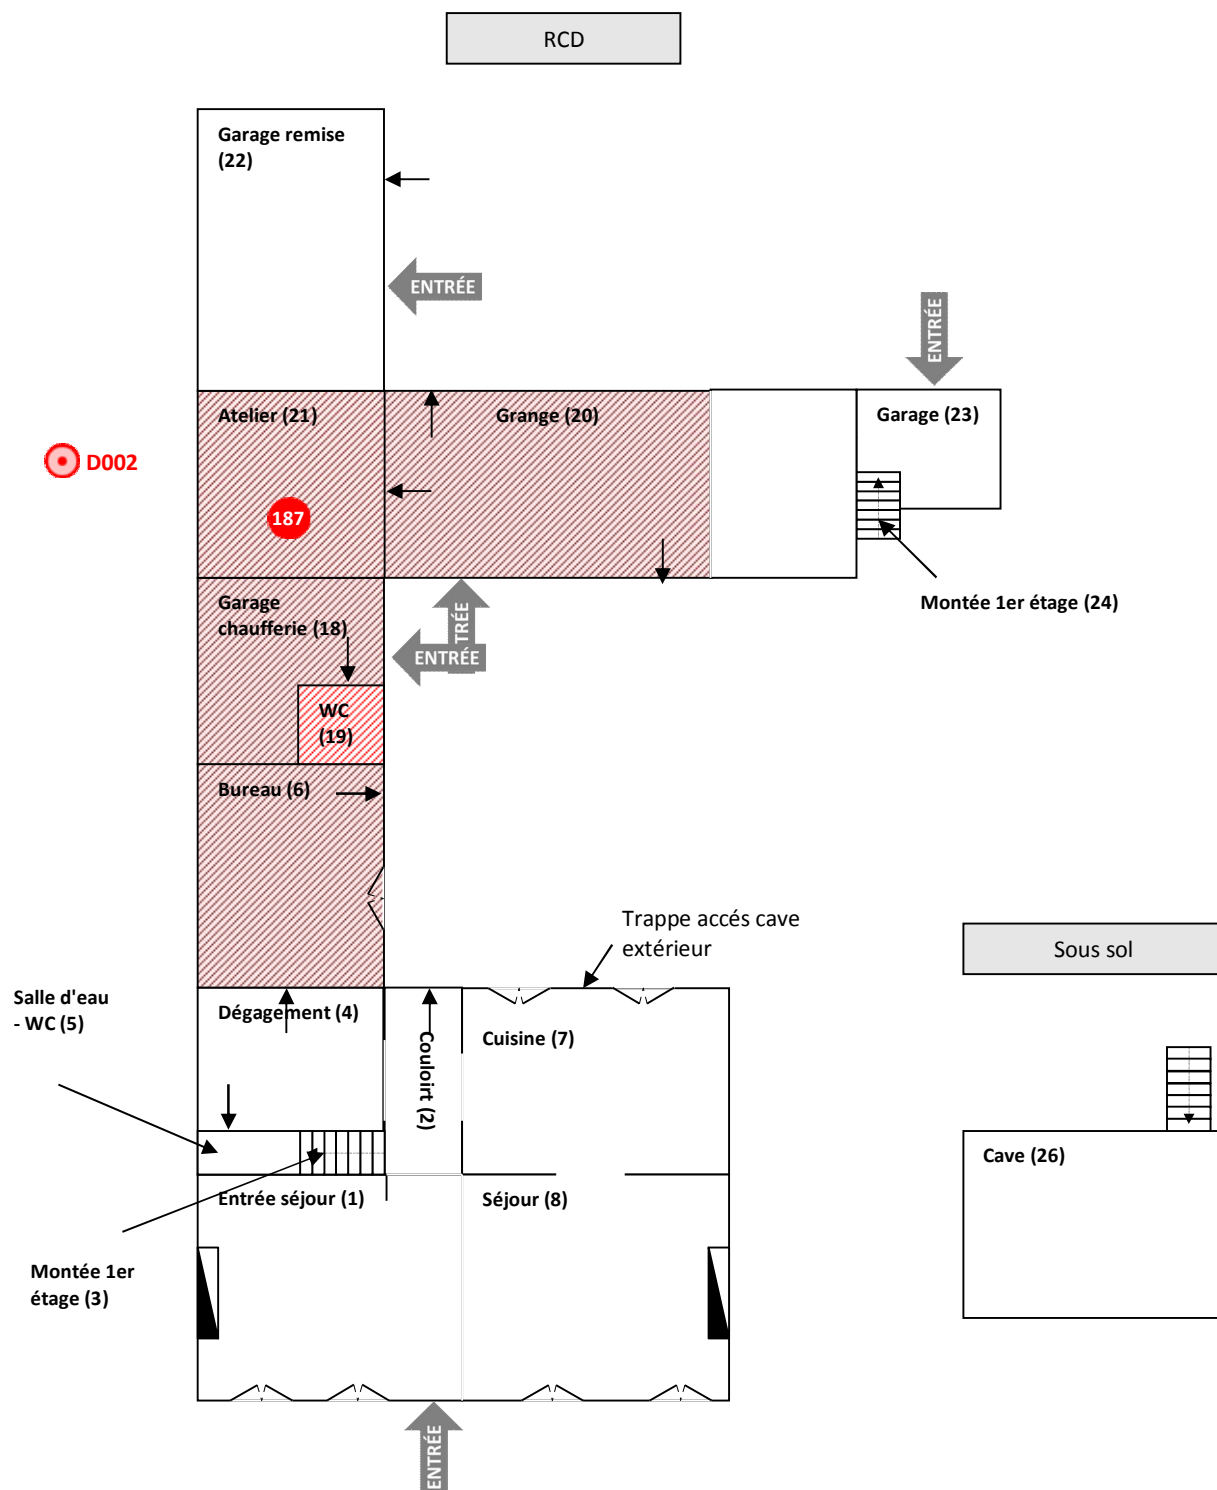 RCD
Garage remise
(22)
ENTRÉE
ENTRÉE
Atelier (21)
Grange (20)
Garage (23)
D002
187
Montée 1er étage (24)
Garage
chaufferie (18)
TRÉE
ENTRÉE
WC
(19)
Bureau (6)
Trappe accés cave
extérieur
Sous sol
Salle d'eau
- WC (5)
Dégagement (4)
Couloirt (2)
Cuisine (7)
Cave (26)
Entrée séjour (1)
Séjour (8)
Montée 1er
étage (3)
ENTRÉE